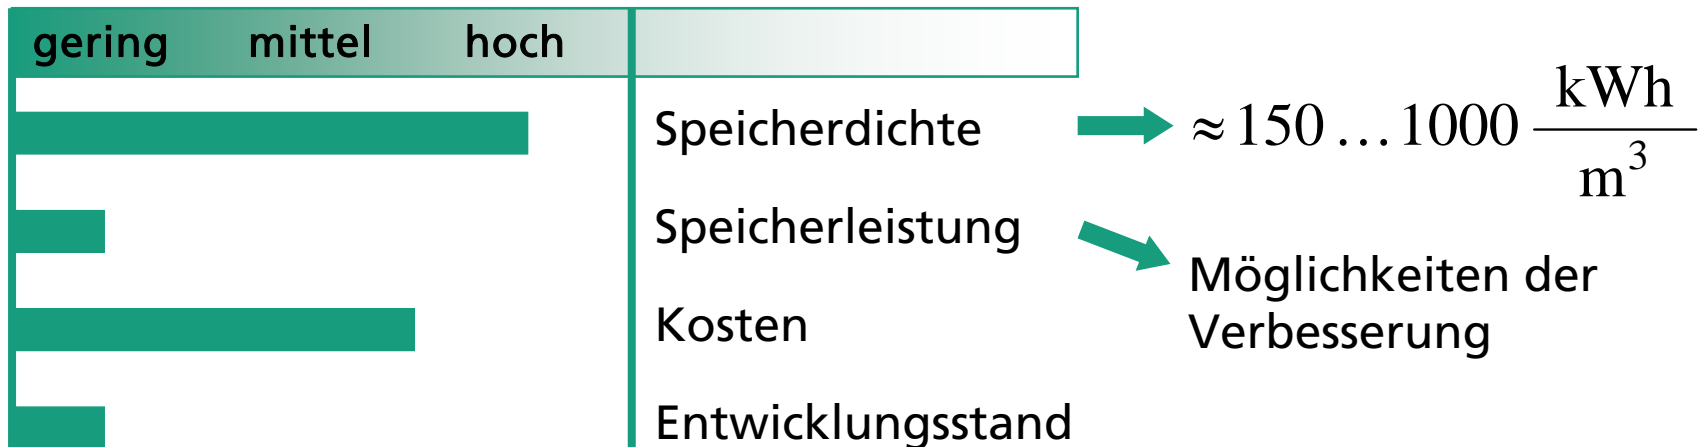 gering mittel hoch
Speicherdichte
≈ 150 … 1000 kWh/m³
Speicherleistung
Möglichkeiten der
Verbesserung
Kosten
Entwicklungsstand